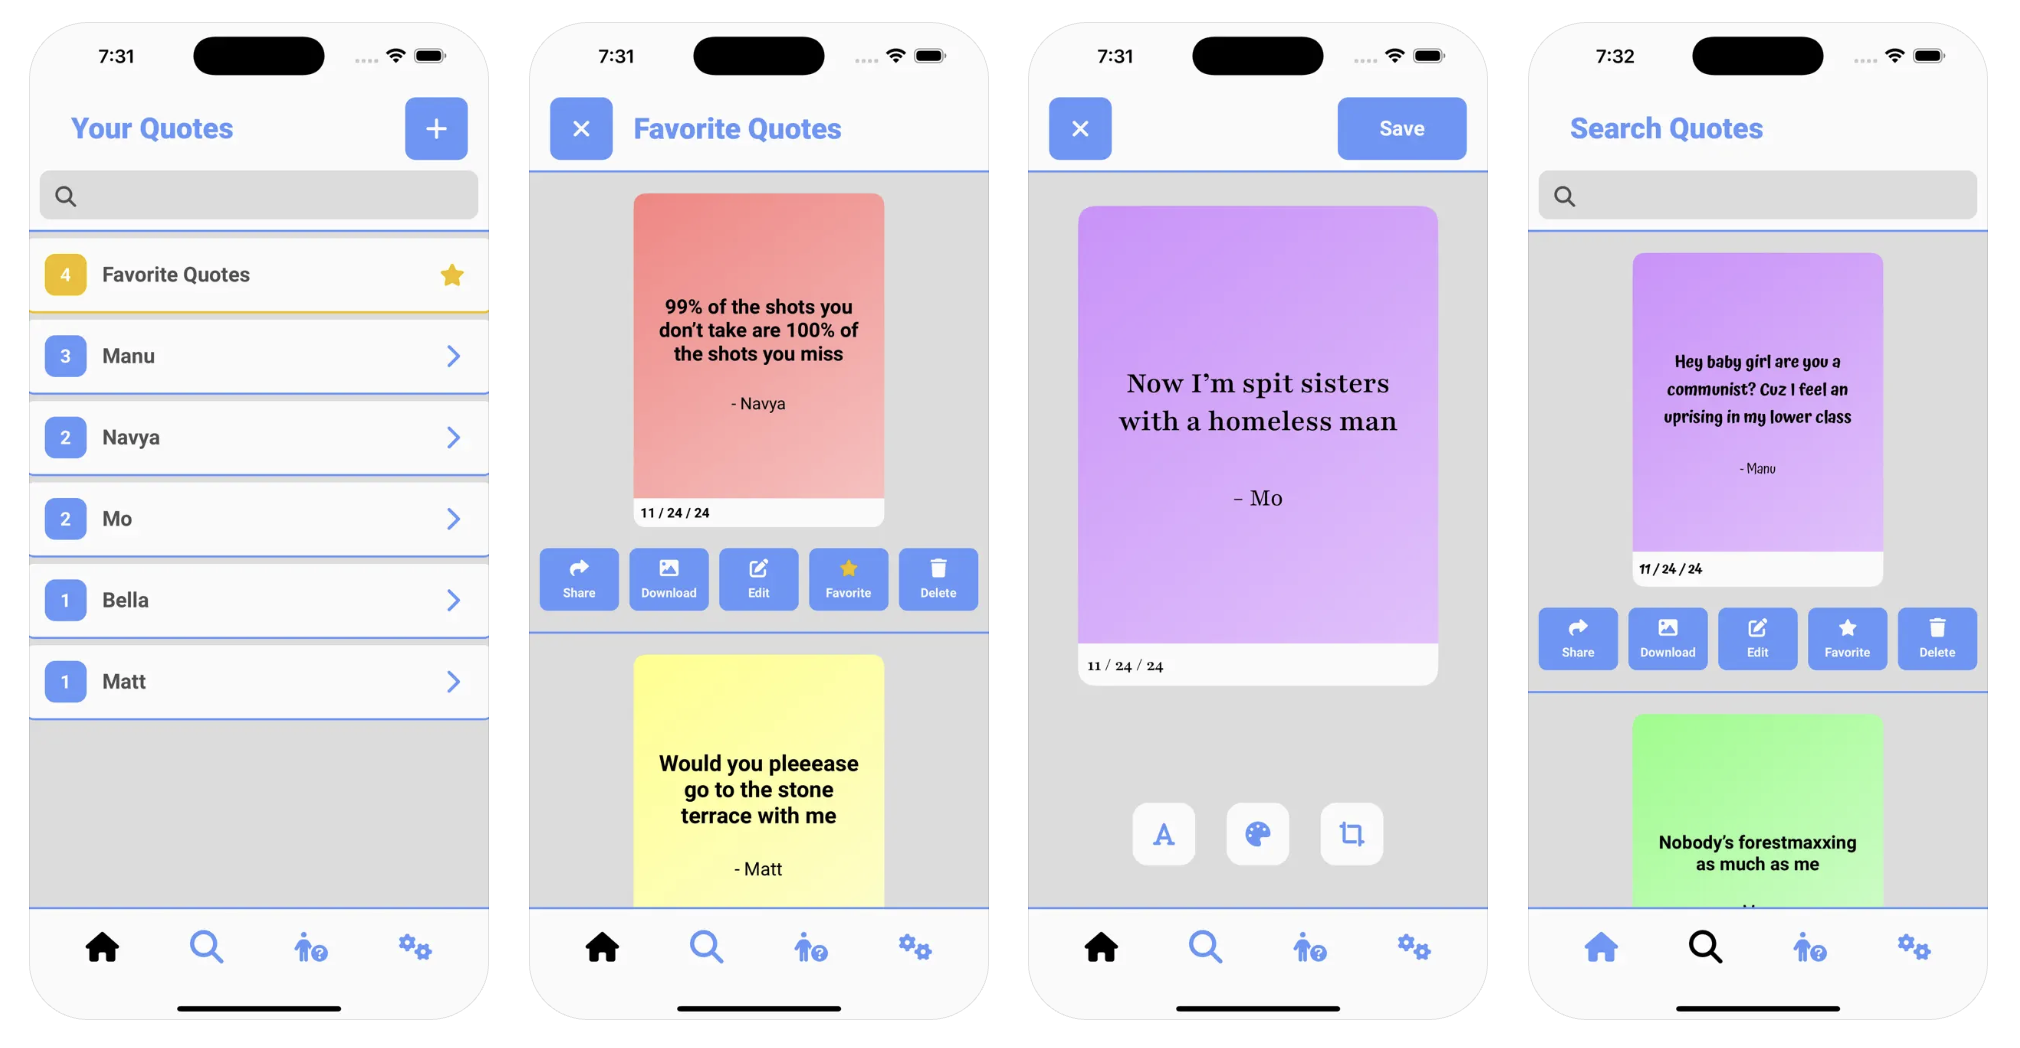 7:31
Your Quotes
+
4 Favorite Quotes
3 Manu
2 Navya
2 Mo
1 Bella
1 Matt
7:31
Favorite Quotes
99% of the shots you
don't take are 100% of
the shots you miss
- Navya
11 / 24 / 24
Share Download Edit Favorite Delete
Would you pleeease
go to the stone
terrace with me
- Matt
7:31
Save
Now I'm spit sisters
with a homeless man
- Mo
11 / 24 / 24
A
7:32
Search Quotes
Hey baby girl are you a
communist? Cuz I feel an
uprising in my lower class
- Manu
11 / 24 / 24
Share Download Edit Favorite Delete
Nobody's forestmaxxing
as much as me